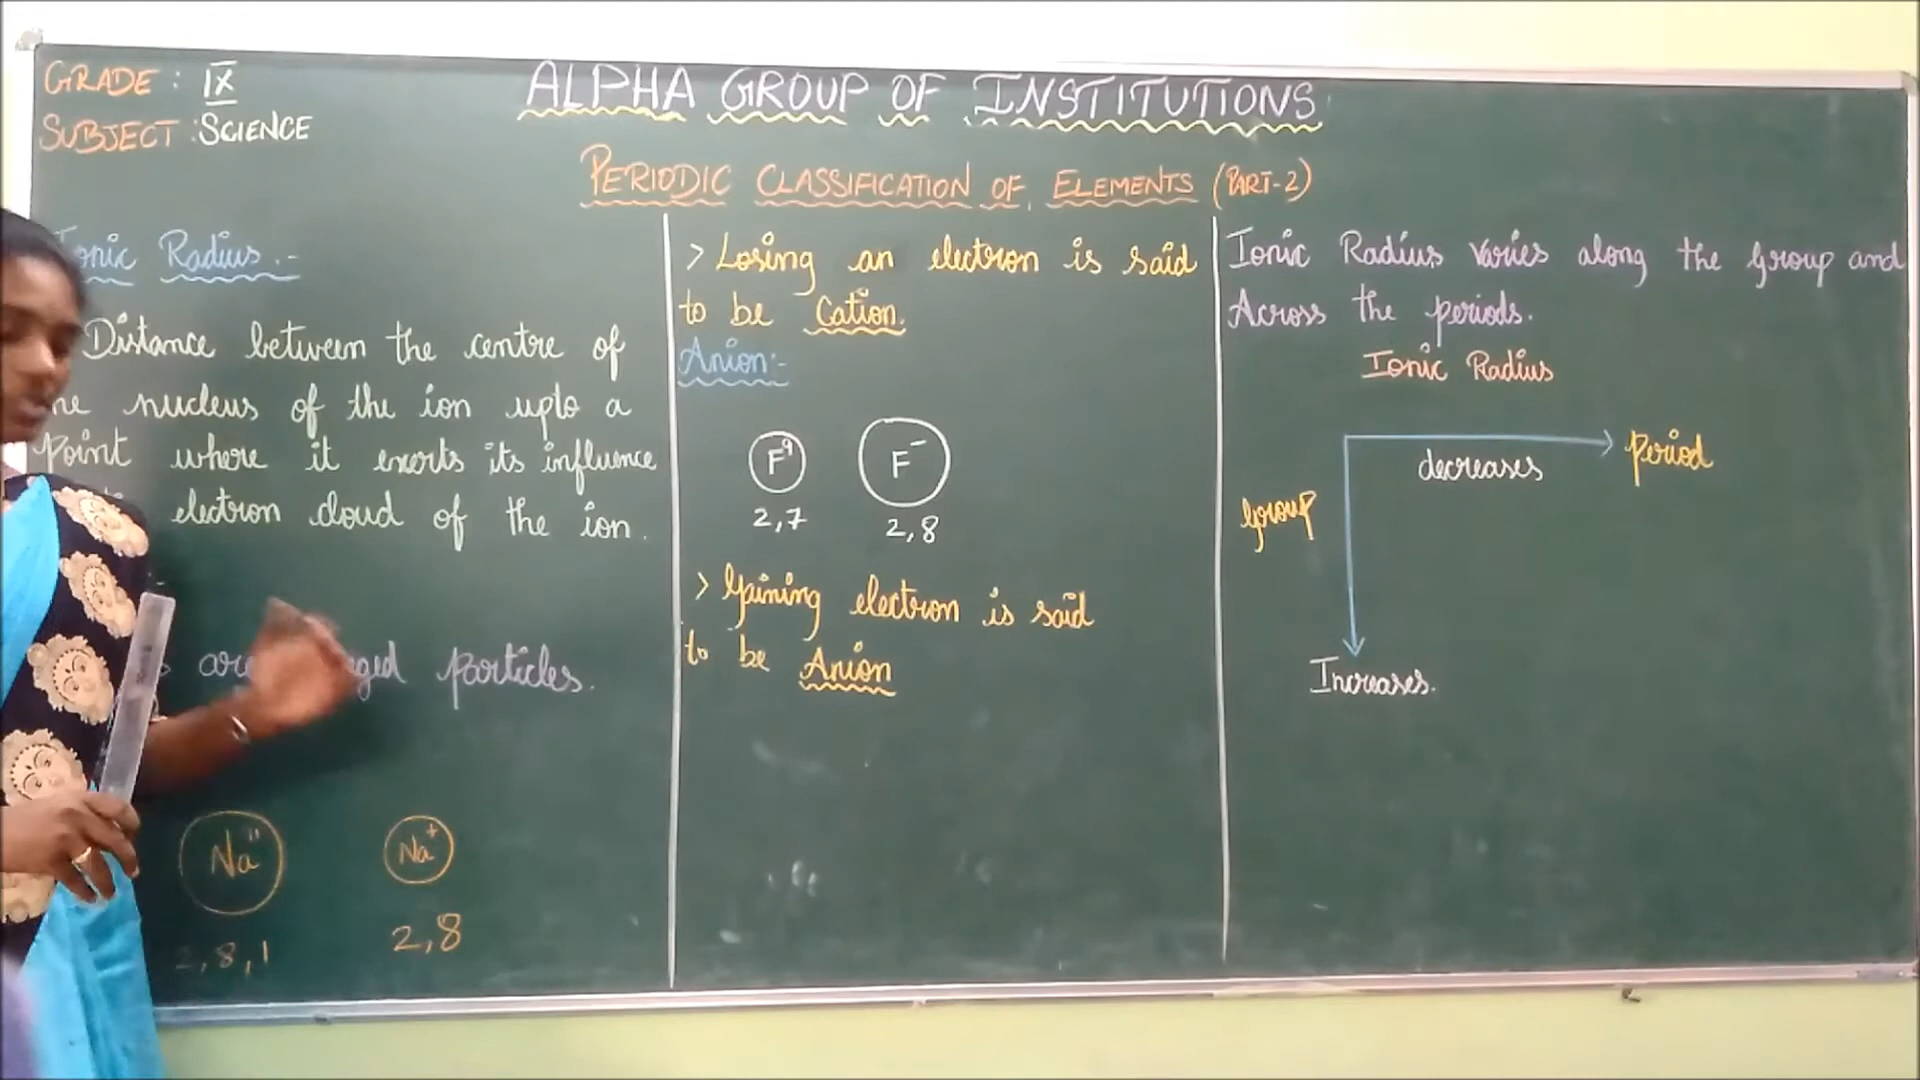 GRADE : IX
SUBJECT : SCIENCE
ALPHA GROUP OF INSTITUTIONS
PERIODIC CLASSIFICATION OF ELEMENTS (PART-2)
Ionic Radius :-
Distance between the centre of
nucleus of the ion upto a
point where it exerts its influence
electron cloud of the ion.
are particles.
Na¹¹ Na⁺
2,8,1 2,8
> Losing an electron is said
to be Cation.
Anion:-
F⁹ F⁻
2,7 2,8
> Gaining electron is said
to be Anion
Ionic Radius varies along the group and
Across the periods.
Ionic Radius
period
decreases
group
Increases.